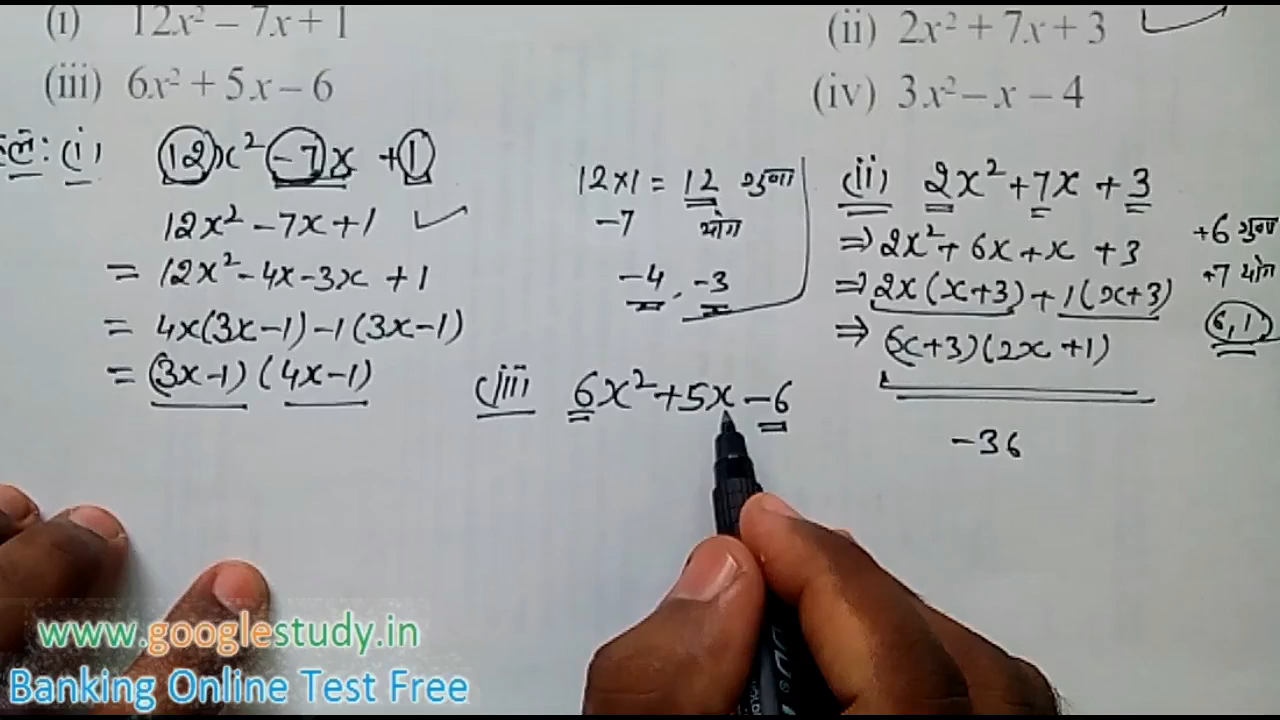 (i) 12x² – 7x + 1
(ii) 2x² + 7x + 3
(iii) 6x² + 5x – 6
(iv) 3x² – x – 4
हल: (i) 12x² -7x +1
12x² - 7x + 1
= 12x² - 4x - 3x + 1
= 4x(3x-1) - 1(3x-1)
= (3x-1) (4x-1)
12×1 = 12 गुणा
-7 योग
-4, -3
(ii) 2x² + 7x + 3
⇒ 2x² + 6x + x + 3
⇒ 2x(x+3) + 1(x+3)
⇒ (x+3)(2x+1)
+6 गुणा
+7 योग
6, 1
(iii) 6x² + 5x - 6
-36
www.googlestudy.in
Banking Online Test Free